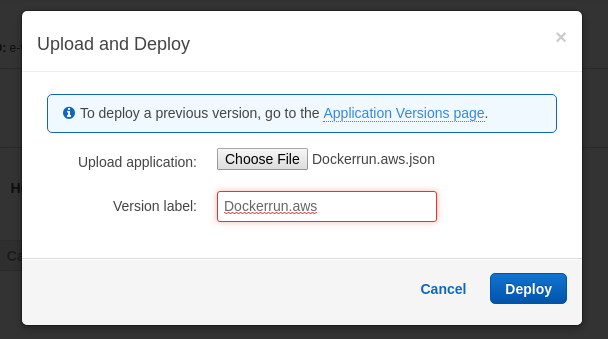 Upload and Deploy
×
To deploy a previous version, go to the Application Versions page.
Upload application: Choose File Dockerrun.aws.json
Version label: Dockerrun.aws
Cancel Deploy